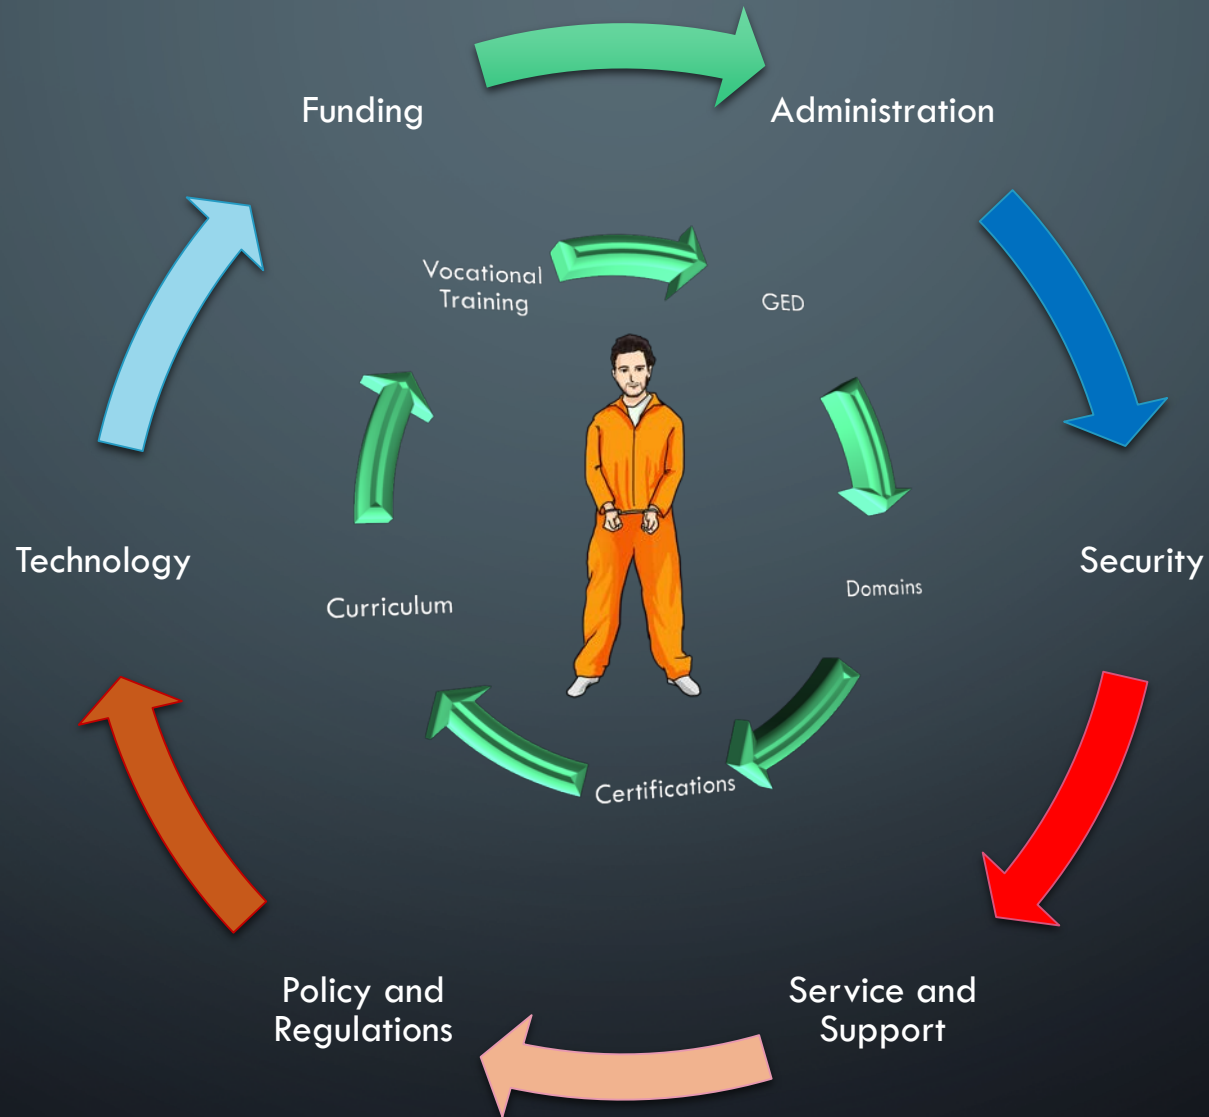 Funding
Administration
Vocational
Training
GED
Technology
Security
Curriculum
Domains
Certifications
Policy and
Regulations
Service and
Support